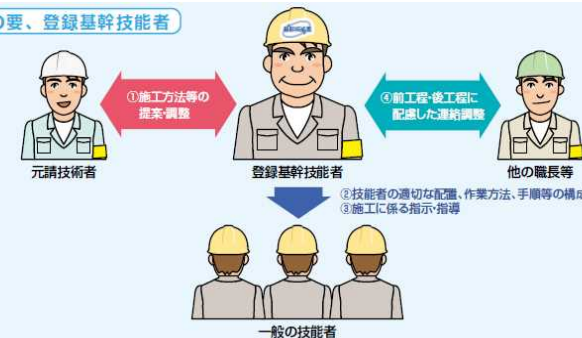 の要、登録基幹技能者
①施工方法等の
提案・調整
④前工程・後工程に
配慮した連絡調整
元請技術者
登録基幹技能者
他の職長等
②技能者の適切な配置、作業方法、手順等の構成
③施工に係る指示・指導
一般の技能者